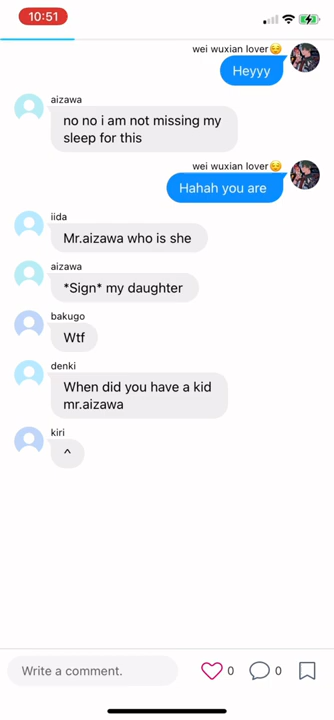 10:51
wei wuxian lover😌
Heyyy
aizawa
no no i am not missing my
sleep for this
wei wuxian lover😌
Hahah you are
iida
Mr.aizawa who is she
aizawa
*Sign* my daughter
bakugo
Wtf
denki
When did you have a kid
mr.aizawa
kiri
^
Write a comment.
0
0